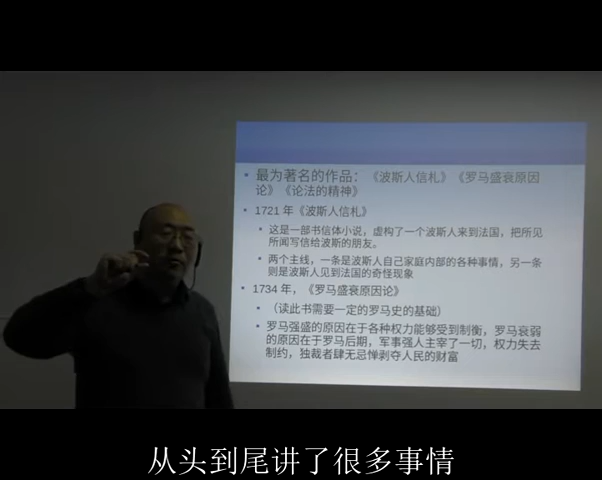 • 最为著名的作品：《波斯人信札》《罗马盛衰原因
论》《论法的精神》
• 1721 年《波斯人信札》
• 这是一部书信体小说，虚构了一个波斯人来到法国，把所见
所闻写信给波斯的朋友。
• 两个主线，一条是波斯人自己家庭内部的各种事情，另一条
则是波斯人见到法国的奇怪现象
• 1734 年，《罗马盛衰原因论》
• （读此书需要一定的罗马史的基础）
• 罗马强盛的原因在于各种权力能够受到制衡，罗马衰弱
的原因在于罗马后期，军事强人主宰了一切，权力失去
制约，独裁者肆无忌惮剥夺人民的财富
从头到尾讲了很多事情